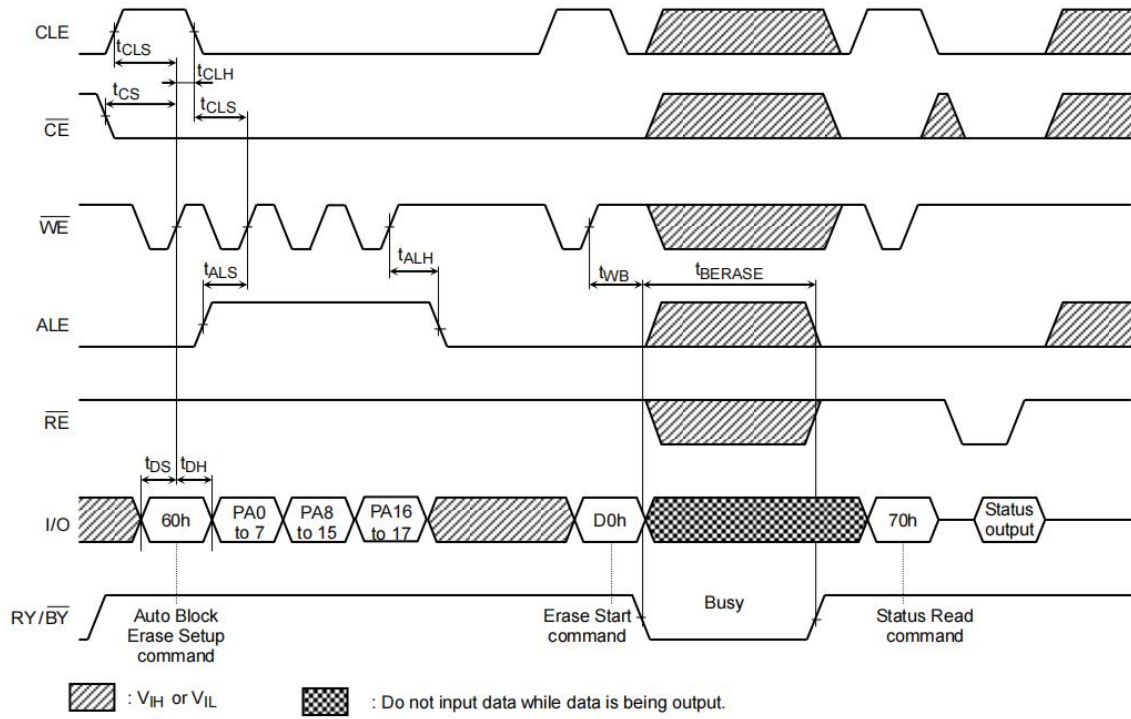 CLE
tCLS
tCLH
tCS
tCLS
CE
WE
tALS
tALH
tWB
tBERASE
ALE
RE
tDS
tDH
I/O
60h
PA0
to 7
PA8
to 15
PA16
to 17
D0h
70h
Status
output
RY/BY
Auto Block
Erase Setup
command
Erase Start
command
Busy
Status Read
command
: VIH or VIL
: Do not input data while data is being output.